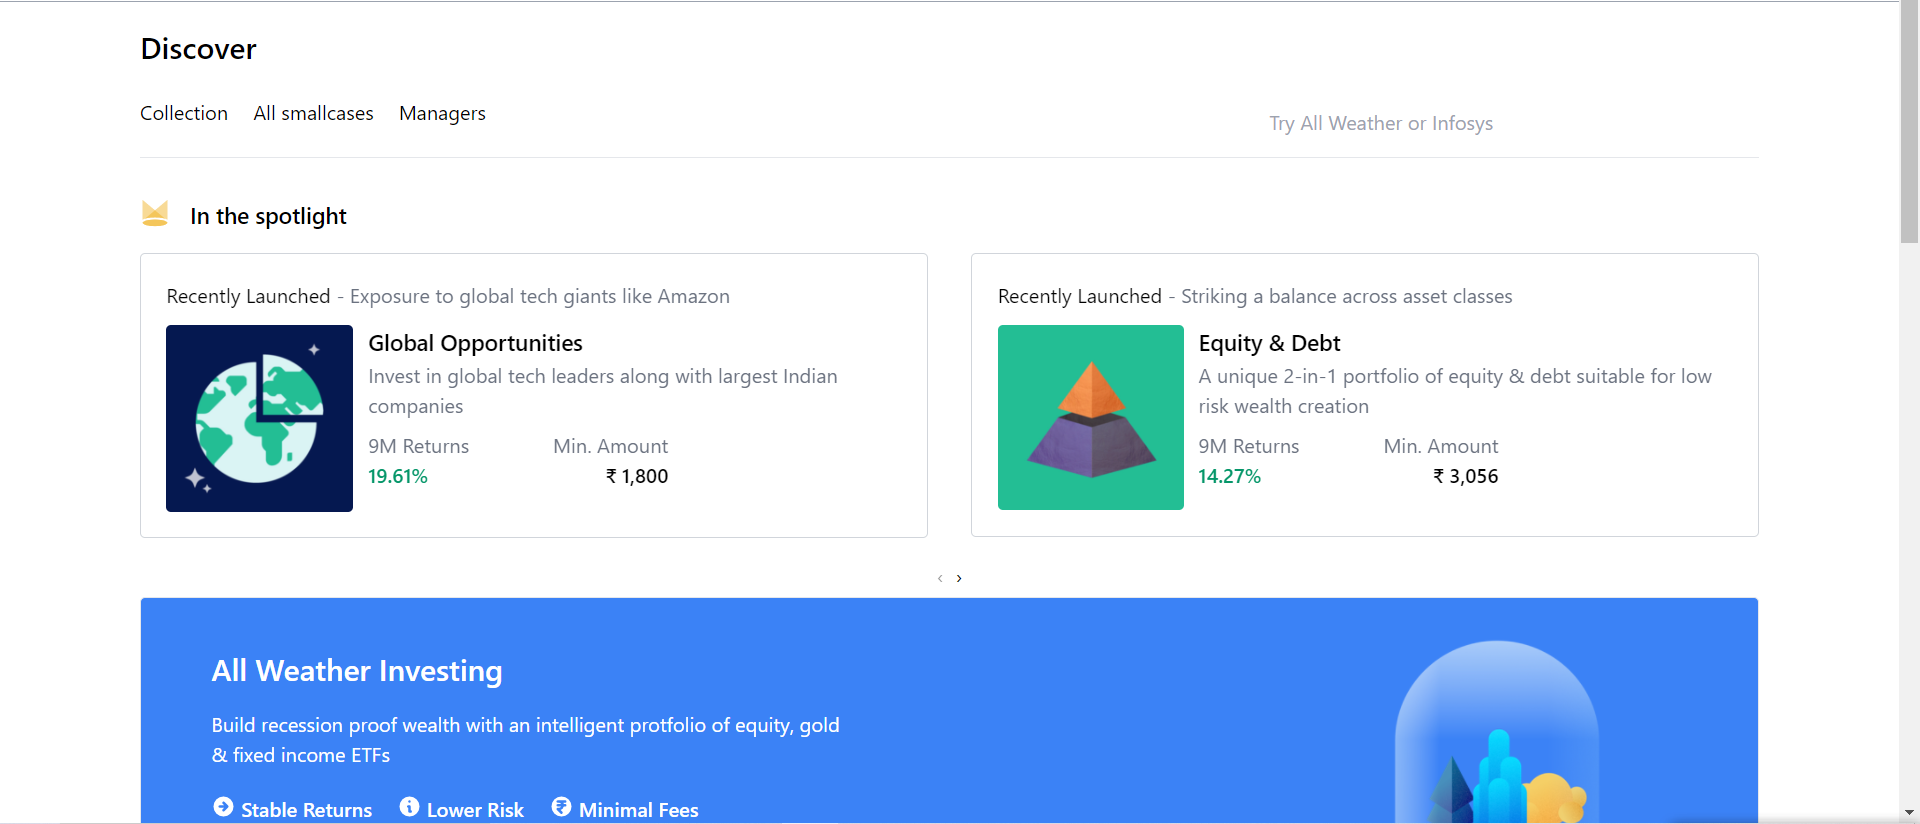 Discover
Collection All smallcases Managers
Try All Weather or Infosys
In the spotlight
Recently Launched - Exposure to global tech giants like Amazon
Global Opportunities
Invest in global tech leaders along with largest Indian
companies
9M Returns Min. Amount
19.61% ₹ 1,800
Recently Launched - Striking a balance across asset classes
Equity & Debt
A unique 2-in-1 portfolio of equity & debt suitable for low
risk wealth creation
9M Returns Min. Amount
14.27% ₹ 3,056
‹ ›
All Weather Investing
Build recession proof wealth with an intelligent protfolio of equity, gold
& fixed income ETFs
Stable Returns Lower Risk ₹ Minimal Fees